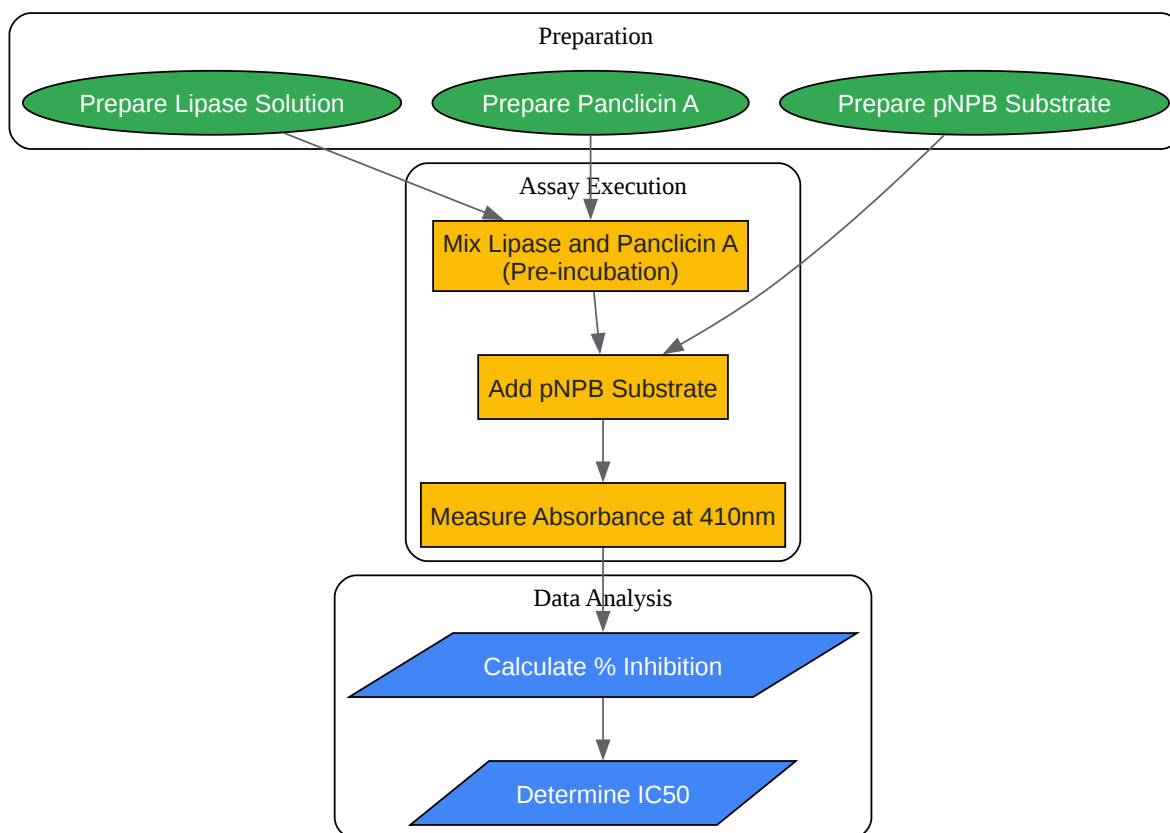 Preparation
Prepare Lipase Solution
Prepare Panclicin A
Prepare pNPB Substrate
Assay Execution
Mix Lipase and Panclicin A
(Pre-incubation)
Add pNPB Substrate
Measure Absorbance at 410nm
Data Analysis
Calculate % Inhibition
Determine IC50